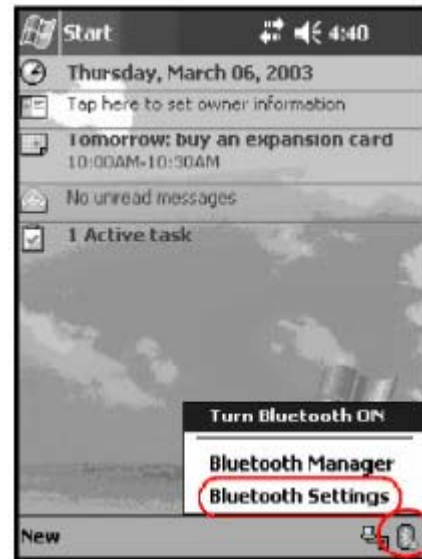 Start 4:40
Thursday, March 06, 2003
Tap here to set owner information
Tomorrow: buy an expansion card
10:00AM-10:30AM
No unread messages
1 Active task
Turn Bluetooth ON
Bluetooth Manager
Bluetooth Settings
New